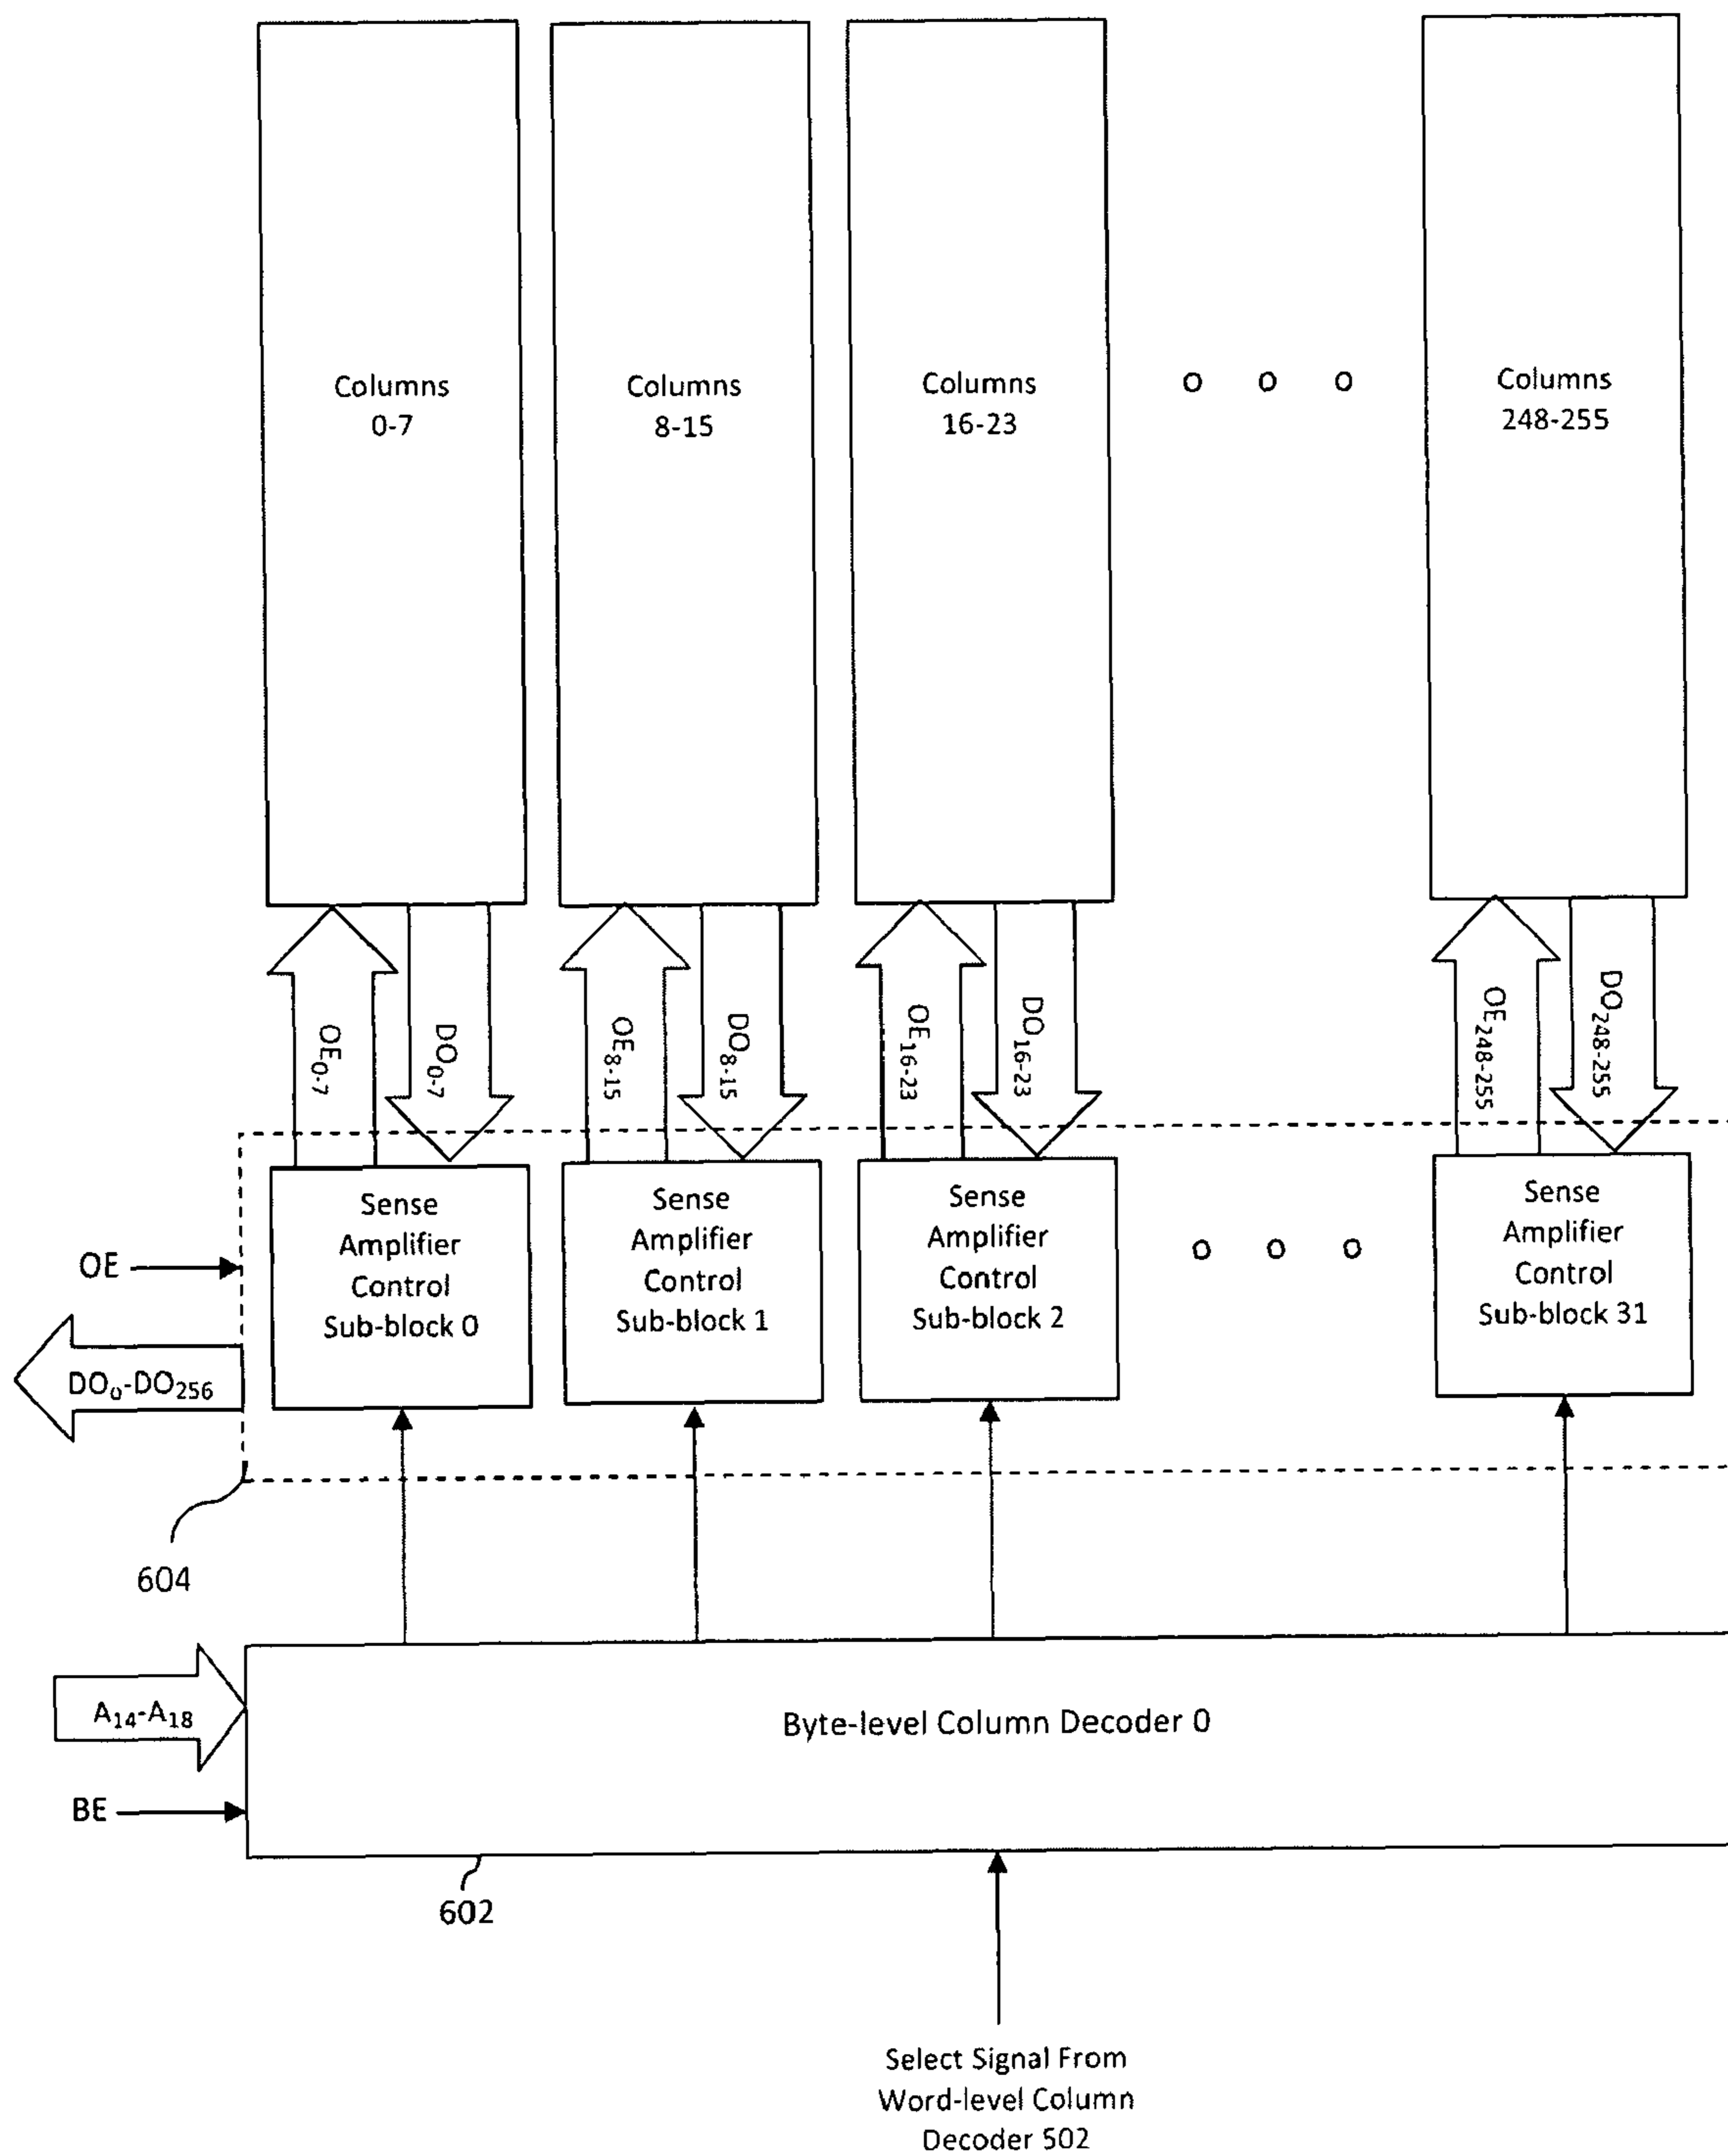 Columns
0-7
Columns
8-15
Columns
16-23
O O O
Columns
248-255
OE0-7
DO0-7
OE8-15
DO8-15
OE16-23
DO16-23
OE248-255
DO248-255
Sense
Amplifier
Control
Sub-block 0
Sense
Amplifier
Control
Sub-block 1
Sense
Amplifier
Control
Sub-block 2
O O O
Sense
Amplifier
Control
Sub-block 31
OE
DO0-DO256
604
A14-A18
Byte-level Column Decoder 0
BE
602
Select Signal From
Word-level Column
Decoder 502